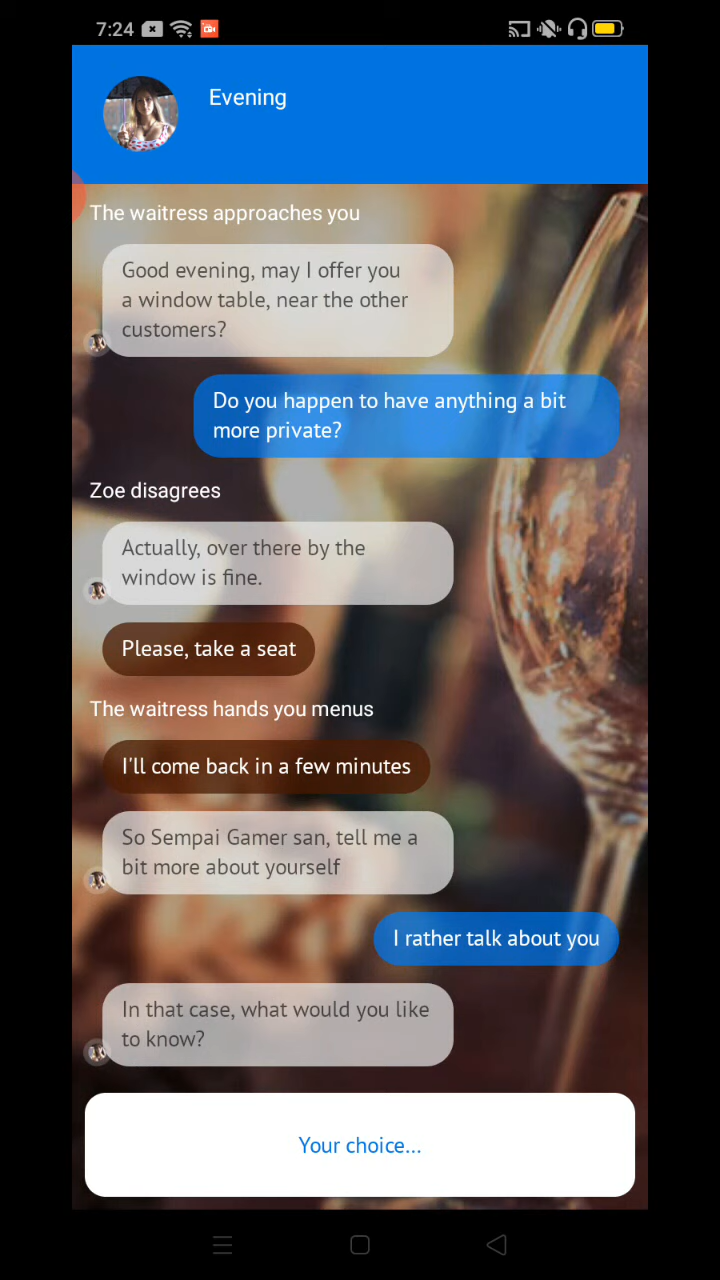 7:24
Evening
The waitress approaches you
Good evening, may I offer you
a window table, near the other
customers?
Do you happen to have anything a bit
more private?
Zoe disagrees
Actually, over there by the
window is fine.
Please, take a seat
The waitress hands you menus
I'll come back in a few minutes
So Sempai Gamer san, tell me a
bit more about yourself
I rather talk about you
In that case, what would you like
to know?
Your choice...